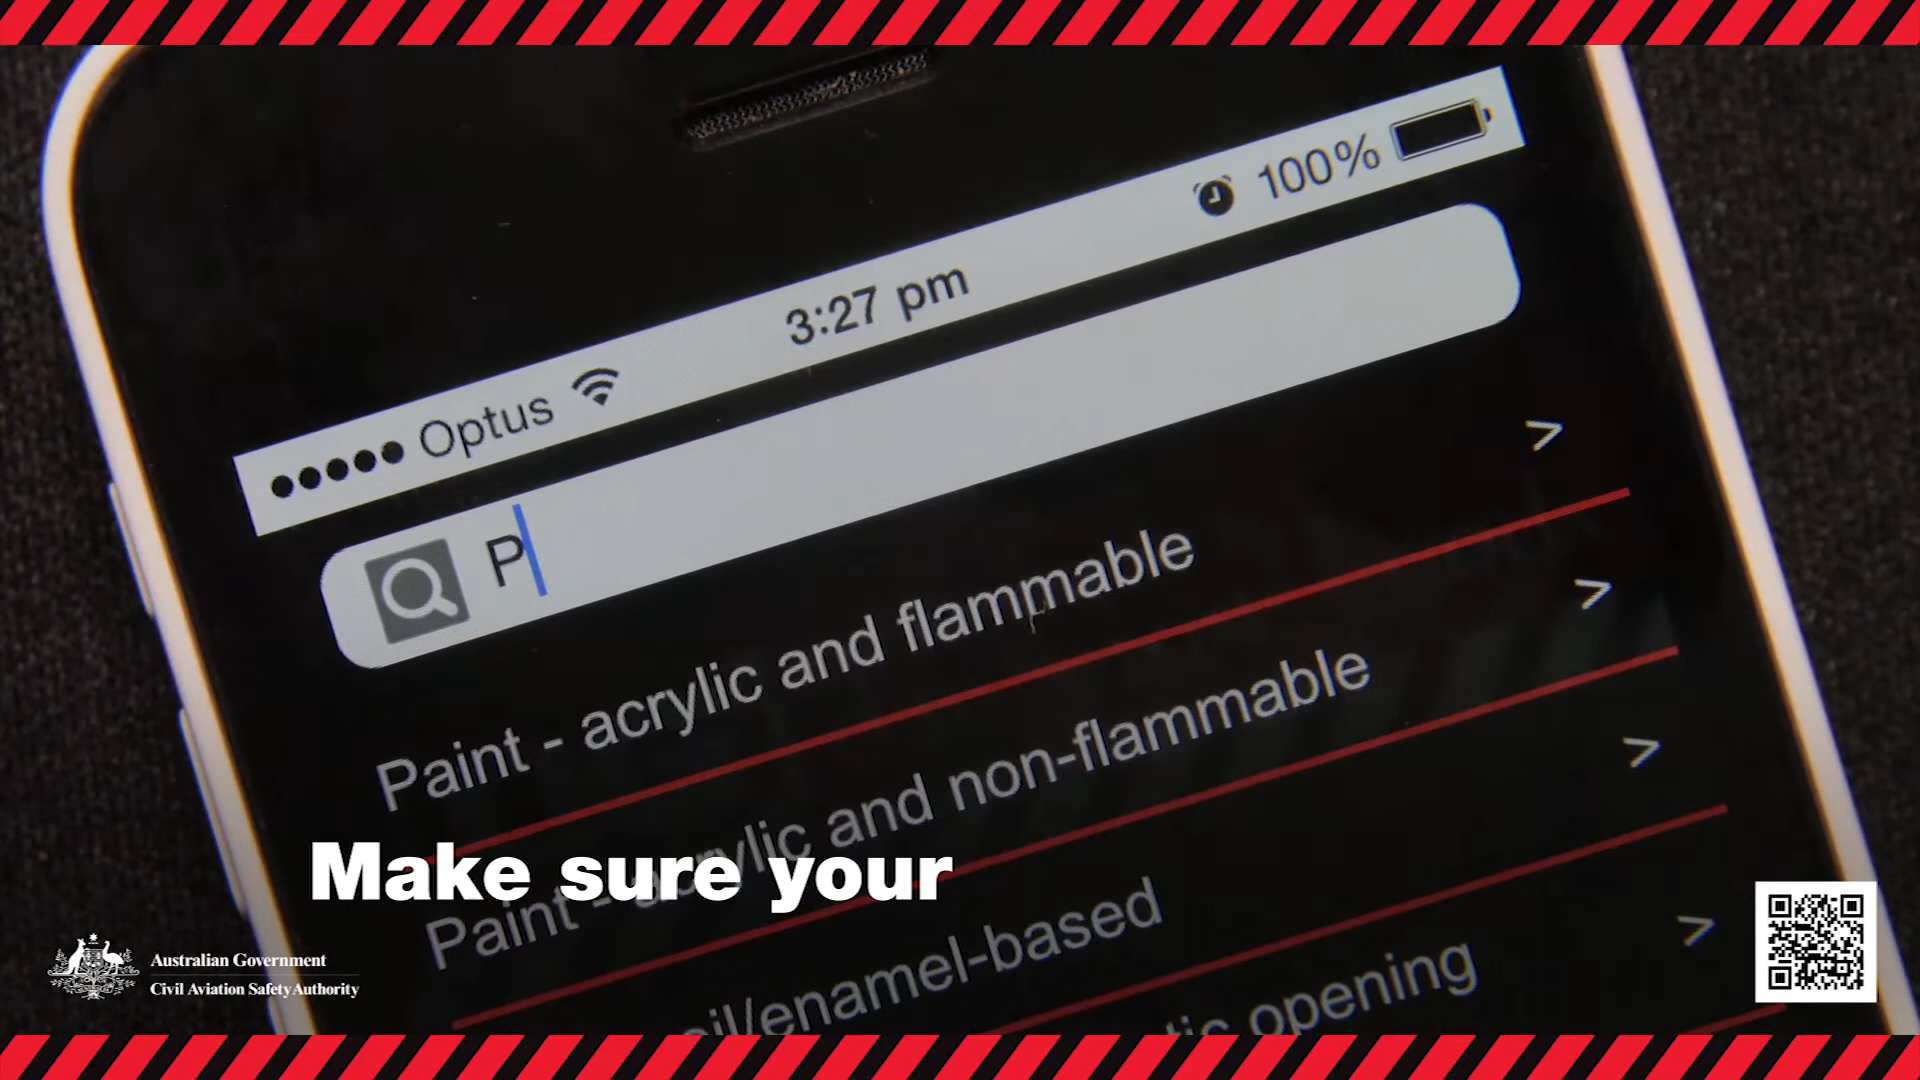 100%
3:27 pm
Optus
P
Paint - acrylic and flammable
>
Paint - acrylic and non-flammable
>
oil/enamel-based
>
opening
>
Make sure your
Australian Government
Civil Aviation Safety Authority